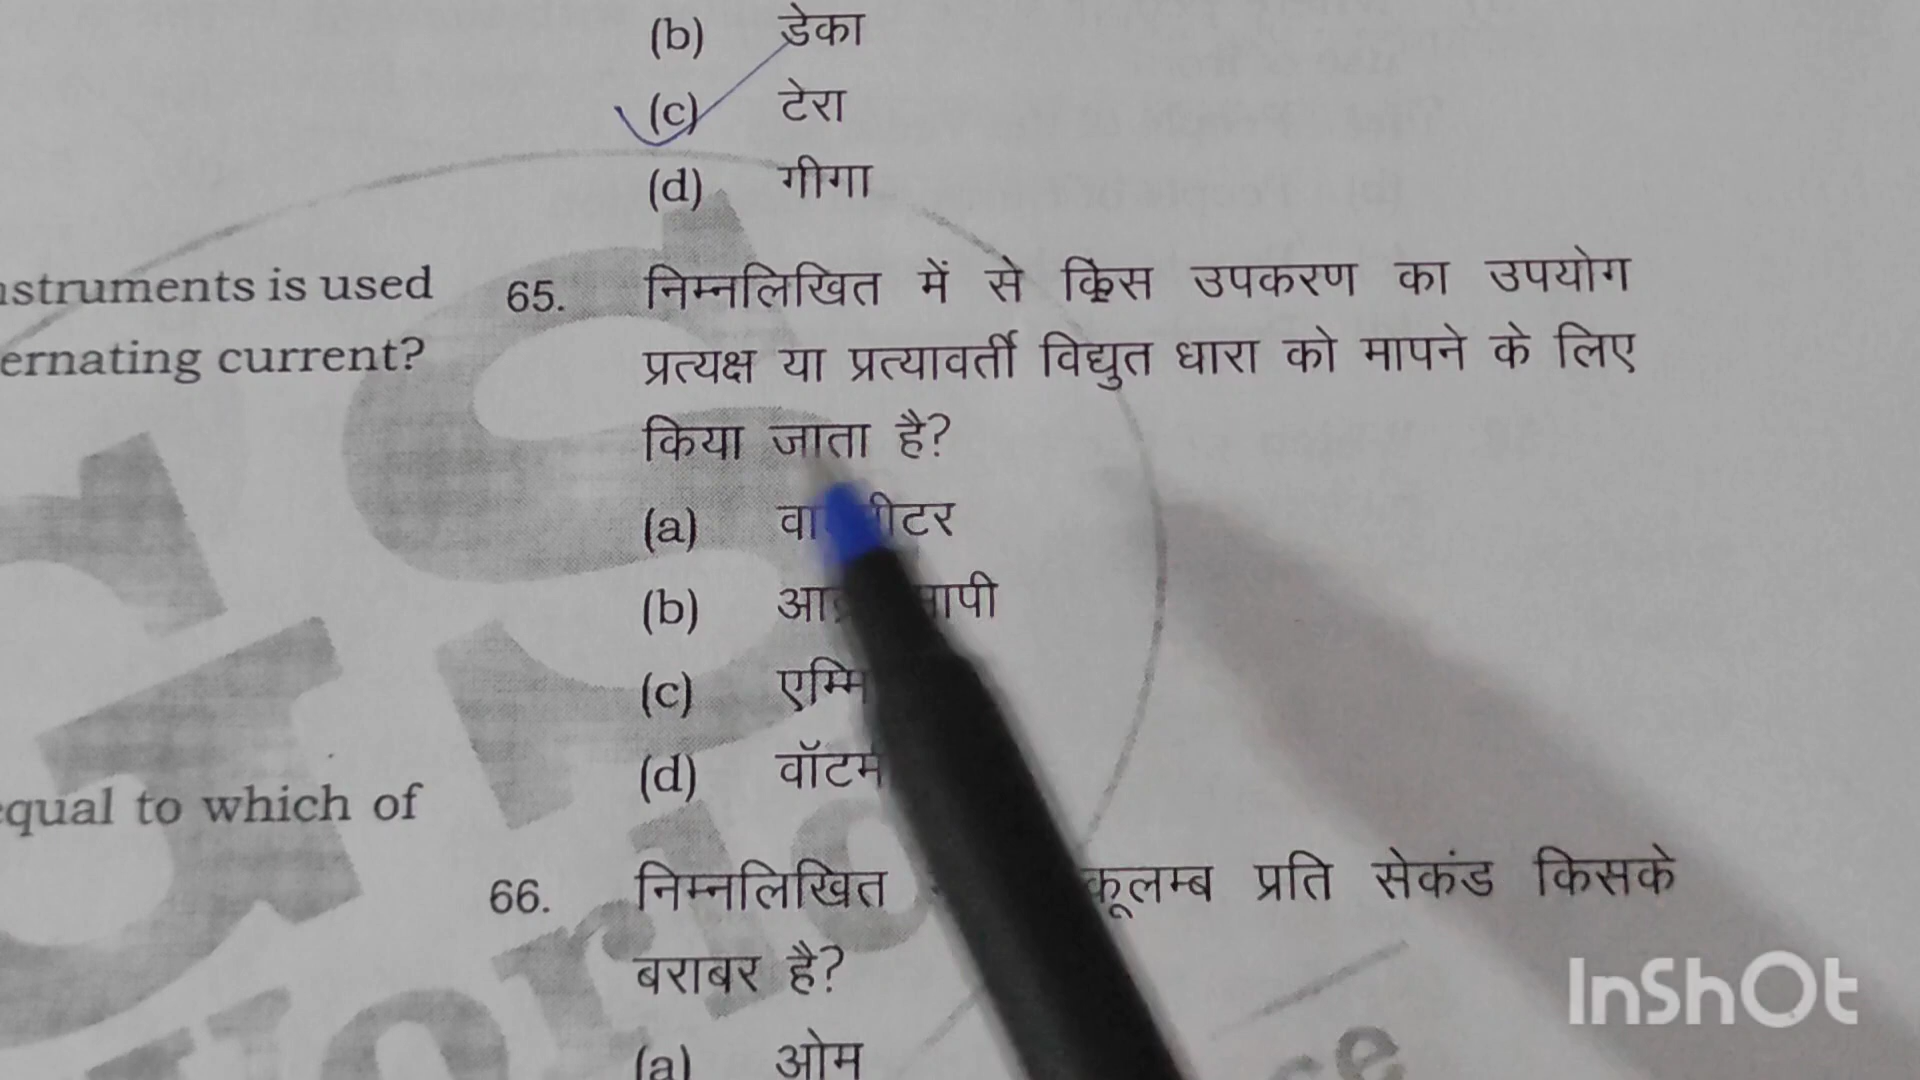 (b) डेका
(c) टेरा
(d) गीगा
nstruments is used
ernating current?
65. निम्नलिखित में से किस उपकरण का उपयोग
प्रत्यक्ष या प्रत्यावर्ती विद्युत धारा को मापने के लिए
किया जाता है?
(a)
(b)
(c)
(d)
equal to which of
66. निम्नलिखित कूलम्ब प्रति सेकंड किसके
बराबर है?
(a) ओम
InShOt